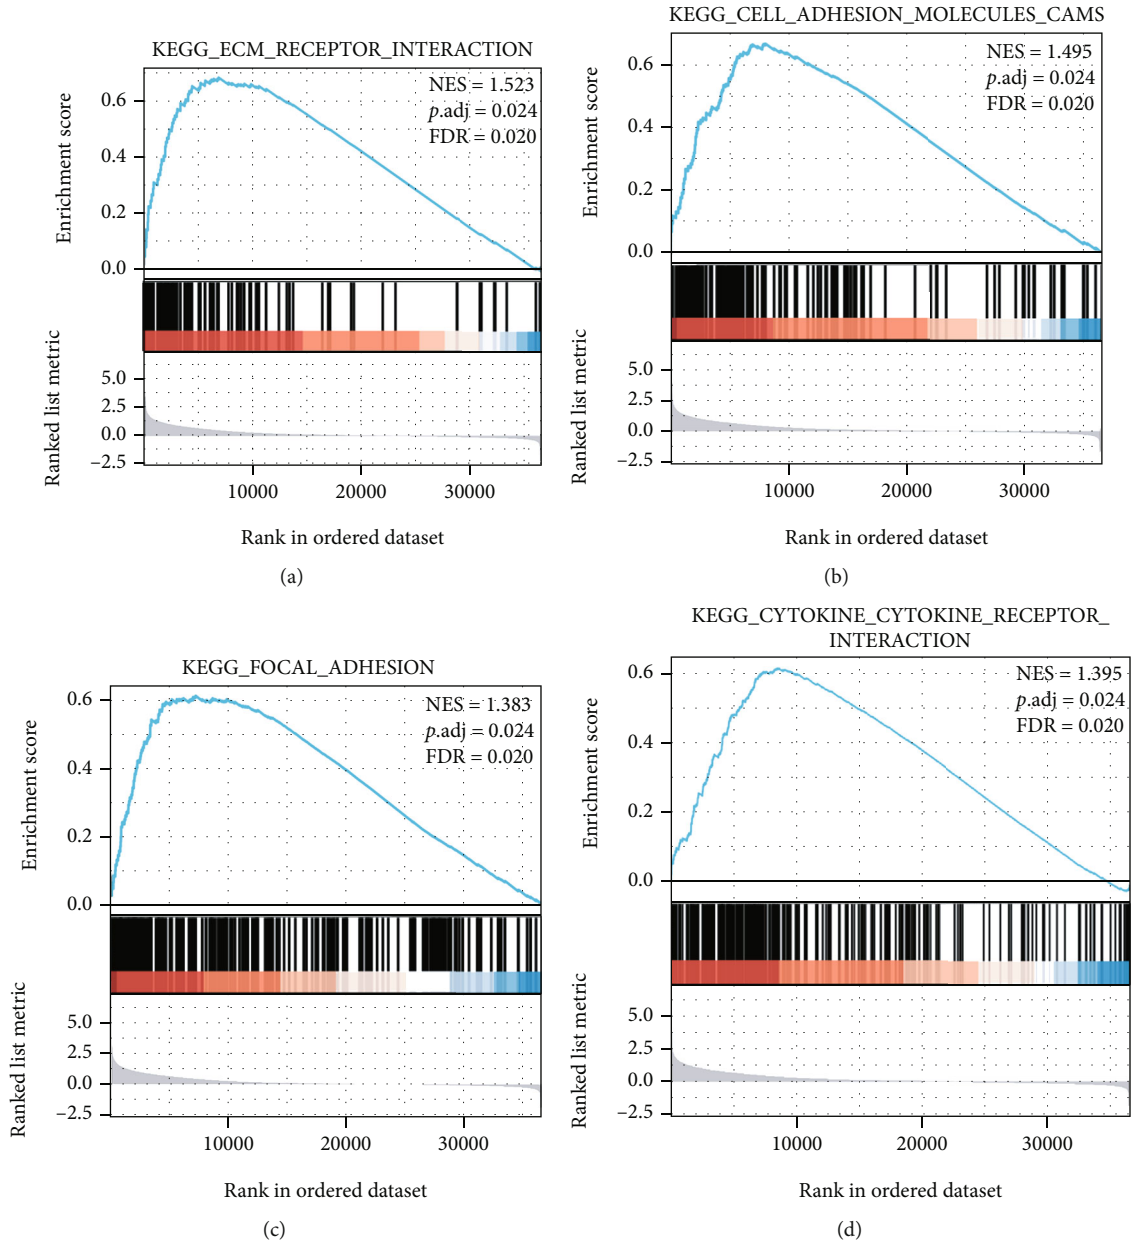 KEGG_ECM_RECEPTOR_INTERACTION
NES = 1.523
p.adj = 0.024
FDR = 0.020
Enrichment score
0.6
0.4
0.2
0.0
Ranked list metric
5.0
2.5
0.0
−2.5
10000 20000 30000
Rank in ordered dataset
(a)
KEGG_CELL_ADHESION_MOLECULES_CAMS
NES = 1.495
p.adj = 0.024
FDR = 0.020
Enrichment score
0.6
0.4
0.2
0.0
Ranked list metric
5.0
2.5
0.0
−2.5
10000 20000 30000
Rank in ordered dataset
(b)
KEGG_FOCAL_ADHESION
NES = 1.383
p.adj = 0.024
FDR = 0.020
Enrichment score
0.6
0.4
0.2
0.0
Ranked list metric
5.0
2.5
0.0
−2.5
10000 20000 30000
Rank in ordered dataset
(c)
KEGG_CYTOKINE_CYTOKINE_RECEPTOR_
INTERACTION
NES = 1.395
p.adj = 0.024
FDR = 0.020
Enrichment score
0.6
0.4
0.2
0.0
Ranked list metric
5.0
2.5
0.0
−2.5
10000 20000 30000
Rank in ordered dataset
(d)